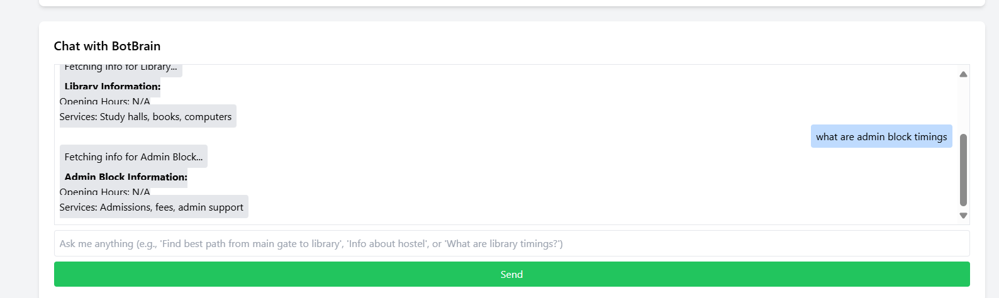 Chat with BotBrain
Fetching info for Library...
Library Information:
Opening Hours: N/A
Services: Study halls, books, computers
what are admin block timings
Fetching info for Admin Block...
Admin Block Information:
Opening Hours: N/A
Services: Admissions, fees, admin support
Ask me anything (e.g., 'Find best path from main gate to library', 'Info about hostel', or 'What are library timings?')
Send